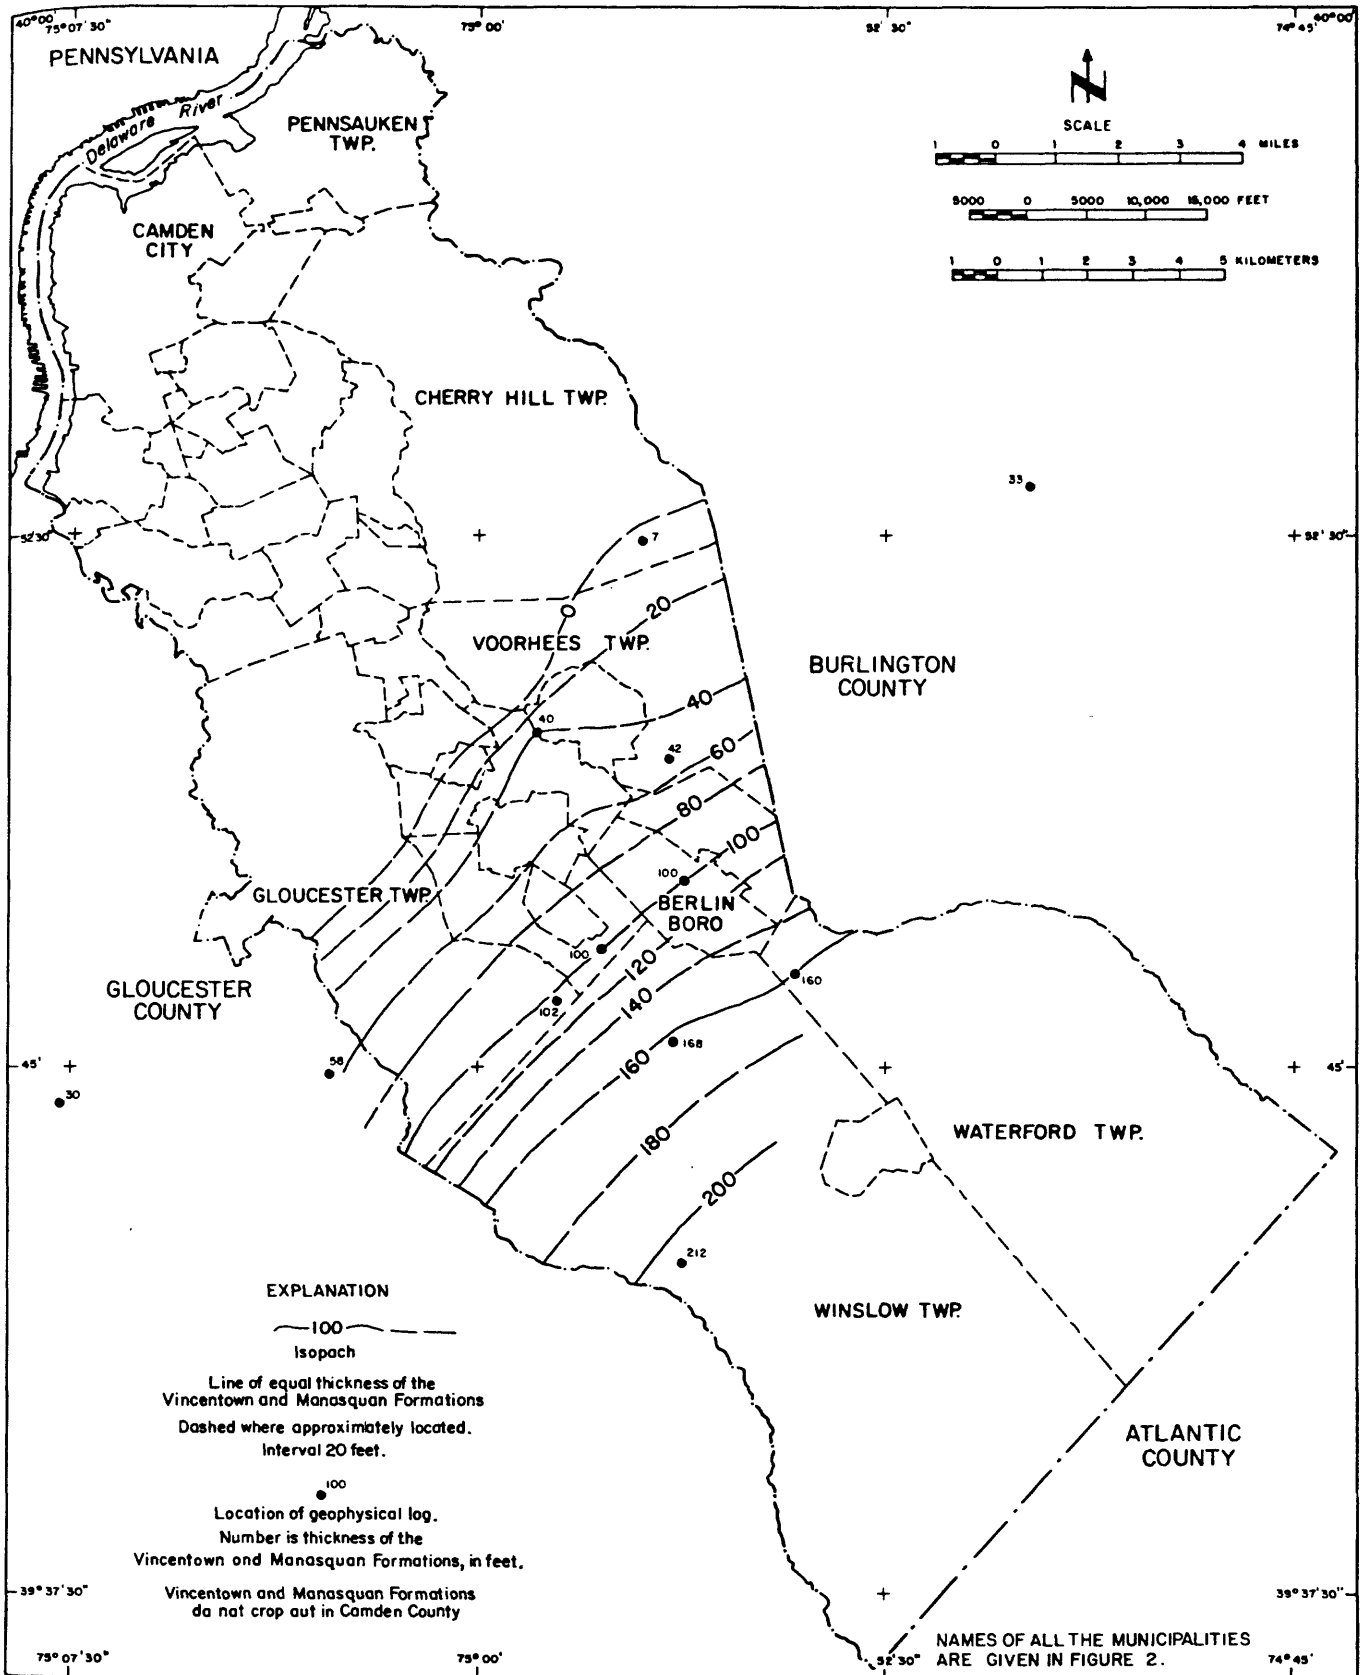 40°00'
75°07'30"
75°00'
52'30"
74°45'
40°00'
PENNSYLVANIA
Delaware River
PENNSAUKEN
TWP.
N
SCALE
1 0 1 2 3 4 MILES
5000 0 5000 10,000 15,000 FEET
1 0 1 2 3 4 5 KILOMETERS
CAMDEN
CITY
CHERRY HILL TWP.
33
52'30"
7
52'30"
0
20
VOORHEES TWP.
BURLINGTON
COUNTY
40
40
42
60
80
100
100
GLOUCESTER TWP.
BERLIN
BORO
100
120
160
GLOUCESTER
COUNTY
102
140
168
58
160
45'
45'
30
180
WATERFORD TWP.
200
212
EXPLANATION
100
Isopach
Line of equal thickness of the
Vincentown and Manasquan Formations
Dashed where approximately located.
Interval 20 feet.
100
Location of geophysical log.
Number is thickness of the
Vincentown ond Manasquan Formations, in feet.
Vincentown and Manasquan Formations
da nat crop aut in Camden County
WINSLOW TWP.
ATLANTIC
COUNTY
39°37'30"
39°37'30"
NAMES OF ALL THE MUNICIPALITIES
ARE GIVEN IN FIGURE 2.
75°07'30"
75°00'
52'30"
74°45'